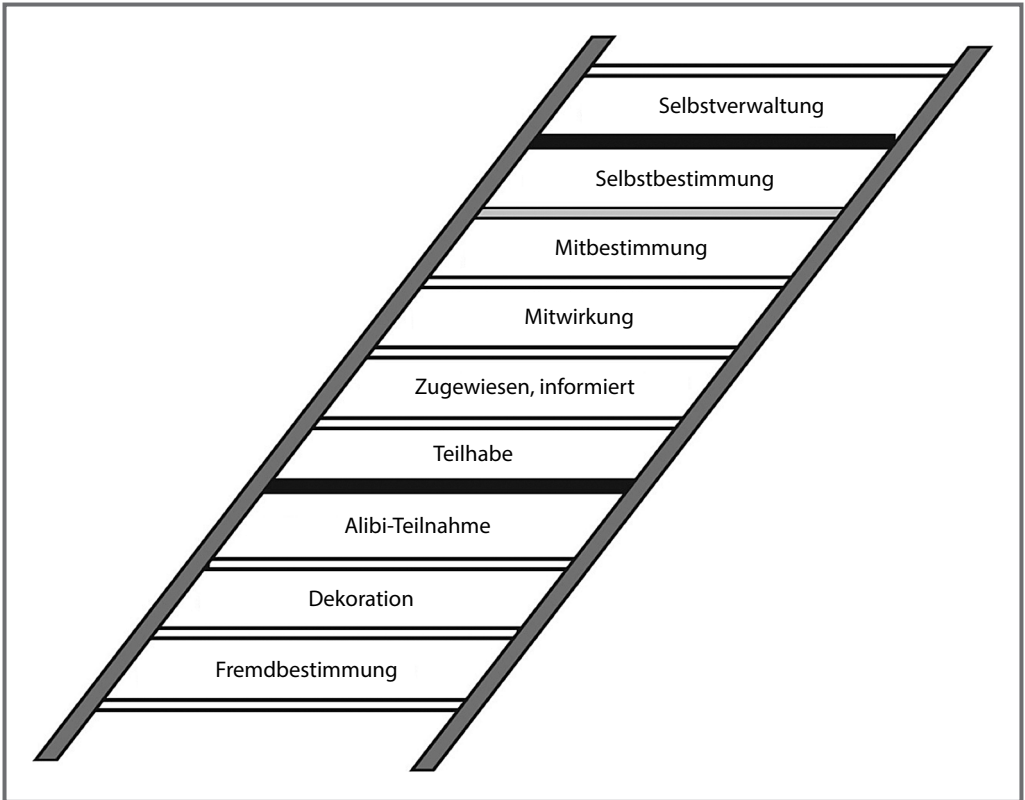 Selbstverwaltung
Selbstbestimmung
Mitbestimmung
Mitwirkung
Zugewiesen, informiert
Teilhabe
Alibi-Teilnahme
Dekoration
Fremdbestimmung